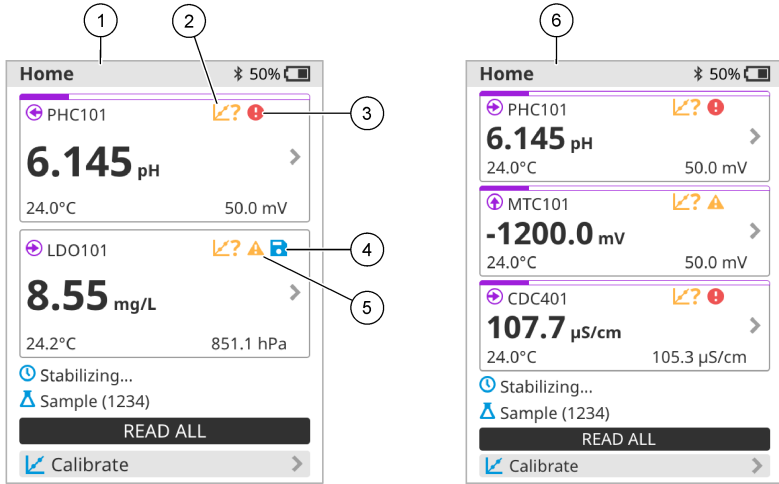 1
2
3
4
5
6
Home
50%
PHC101
6.145 pH
24.0°C 50.0 mV
LDO101
8.55 mg/L
24.2°C 851.1 hPa
Stabilizing...
Sample (1234)
READ ALL
Calibrate
Home
50%
PHC101
6.145 pH
24.0°C 50.0 mV
MTC101
-1200.0 mV
24.0°C 50.0 mV
CDC401
107.7 µS/cm
24.0°C 105.3 µS/cm
Stabilizing...
Sample (1234)
READ ALL
Calibrate